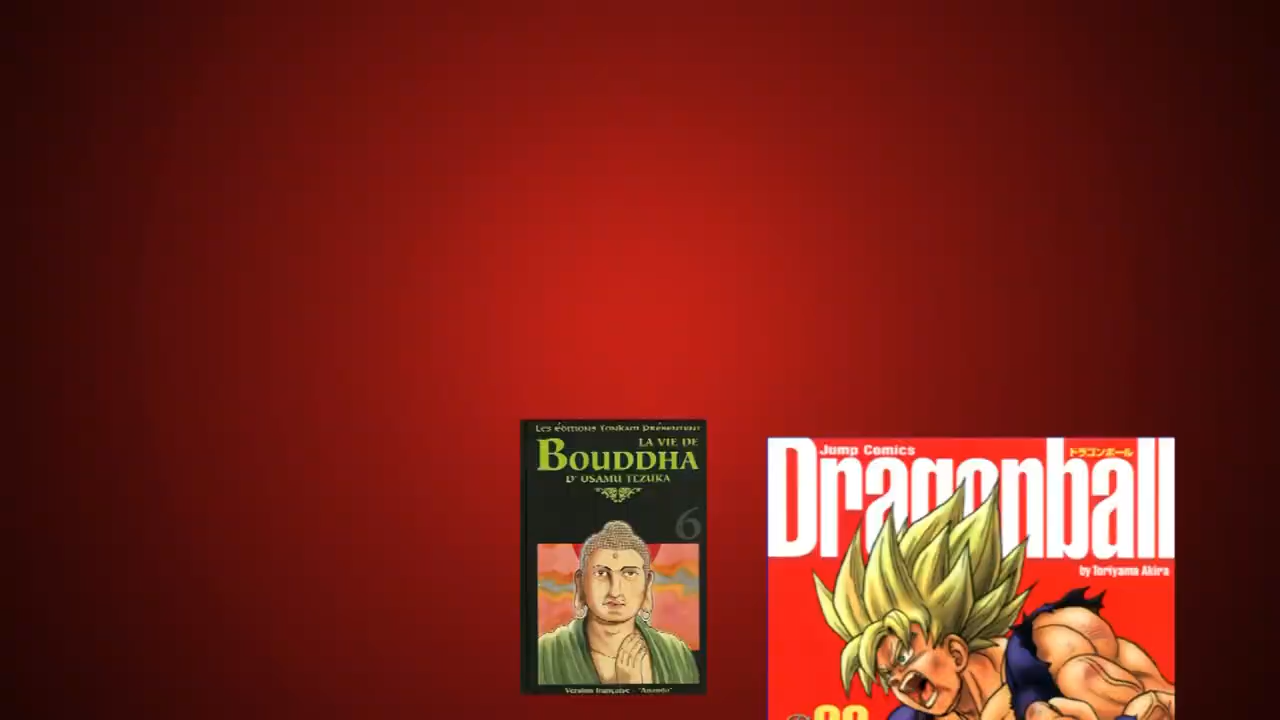 Les éditions Tonkam Présentent
LA VIE DE
BOUDDHA
D'OSAMU TEZUKA
6
Version française - "Ananda"
Jump Comics
ドラゴンボール
Dragonball
by Toriyama Akira